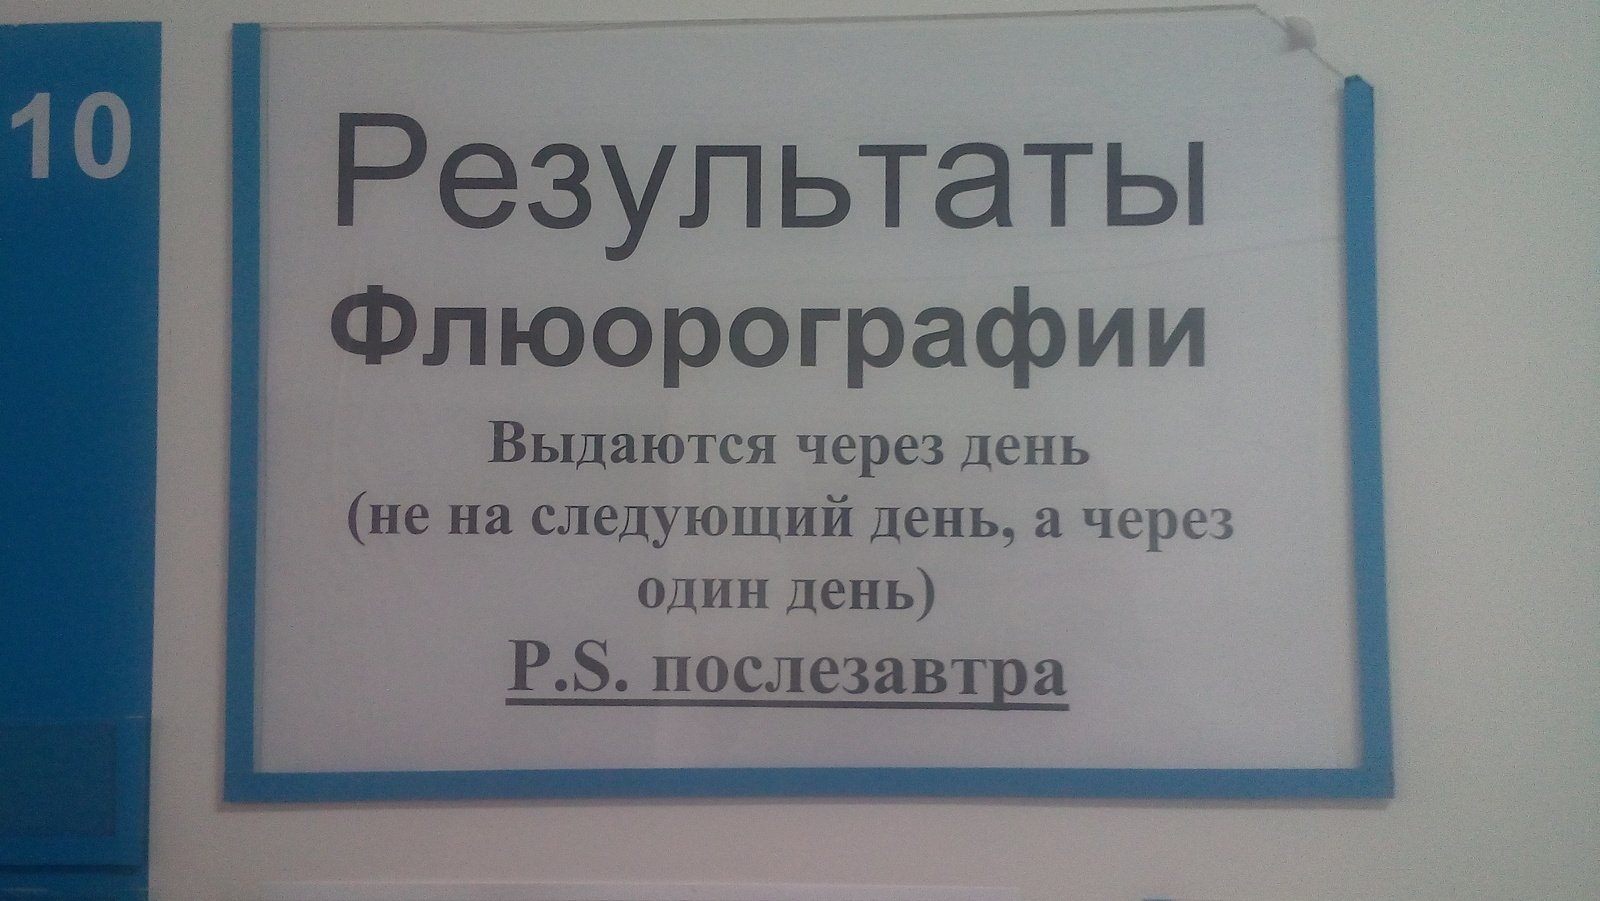 10
Результаты
Флюорографии
Выдаются через день
(не на следующий день, а через
один день)
P.S. послезавтра